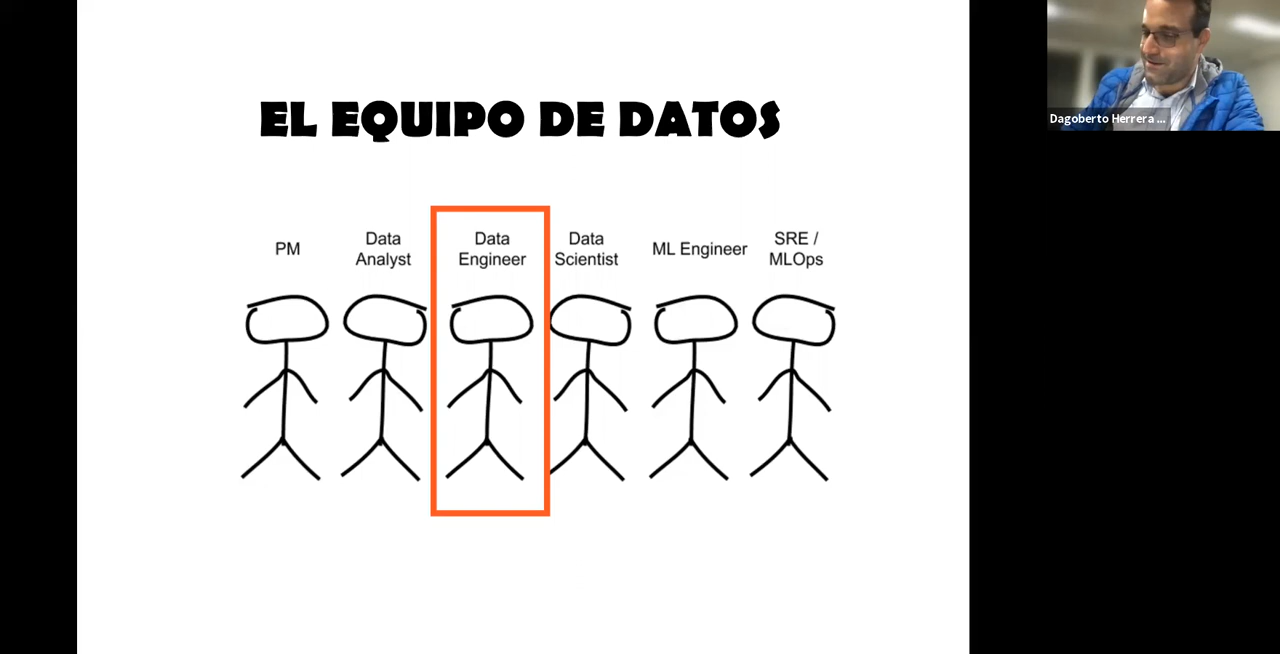 EL EQUIPO DE DATOS
PM
Data
Analyst
Data
Engineer
Data
Scientist
ML Engineer
SRE /
MLOps
Dagoberto Herrera ...